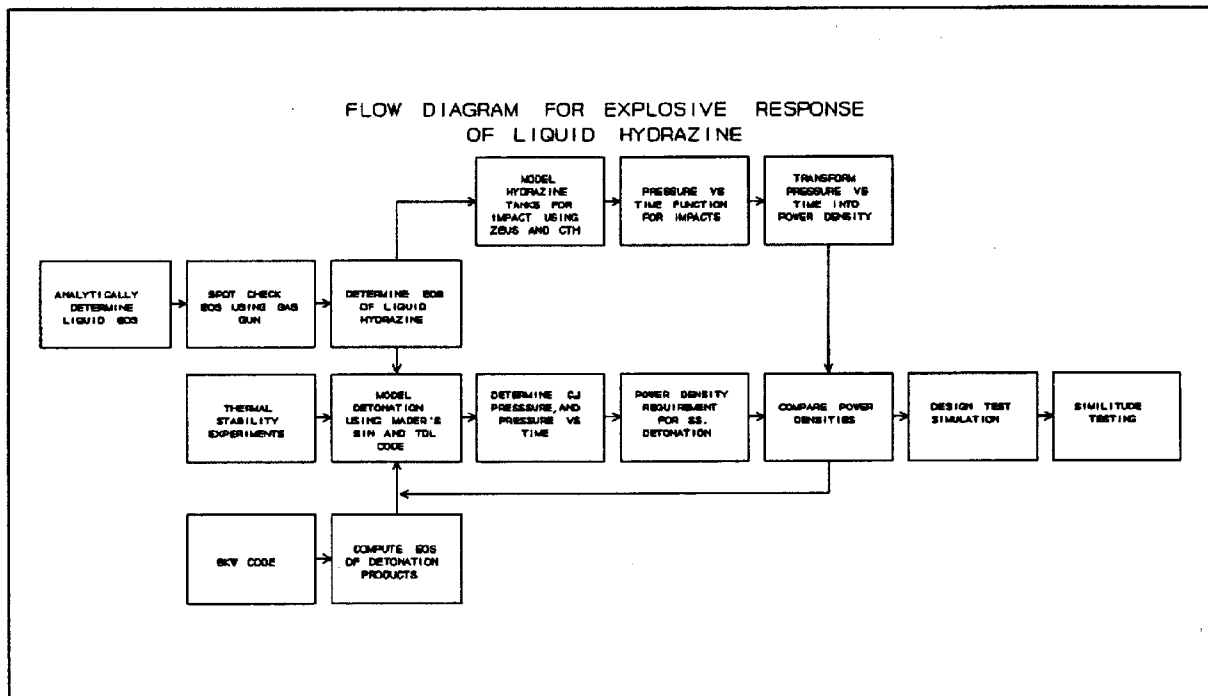 FLOW DIAGRAM FOR EXPLOSIVE RESPONSE
OF LIQUID HYDRAZINE
MODEL
HYDRAZINE
TANKS FOR
IMPACT USING
ZEUS AND CTH
PRESSURE VS
TIME FUNCTION
FOR IMPACTS
TRANSFORM
PRESSURE VS
TIME INTO
POWER DENSITY
ANALYTICALLY
DETERMINE
LIQUID EOS
SPOT CHECK
EOS USING GAS
GUN
DETERMINE EOS
OF LIQUID
HYDRAZINE
THERMAL
STABILITY
EXPERIMENTS
MODEL
DETONATION
USING MADER'S
SIN AND TDL
CODE
DETERMINE CJ
PRESSSURE, AND
PRESSURE VS
TIME
POWER DENSITY
REQUIREMENT
FOR SS.
DETONATION
COMPARE POWER
DENSITIES
DESIGN TEST
SIMULATION
SIMILITUDE
TESTING
BKW CODE
COMPUTE EOS
OF DETONATION
PRODUCTS